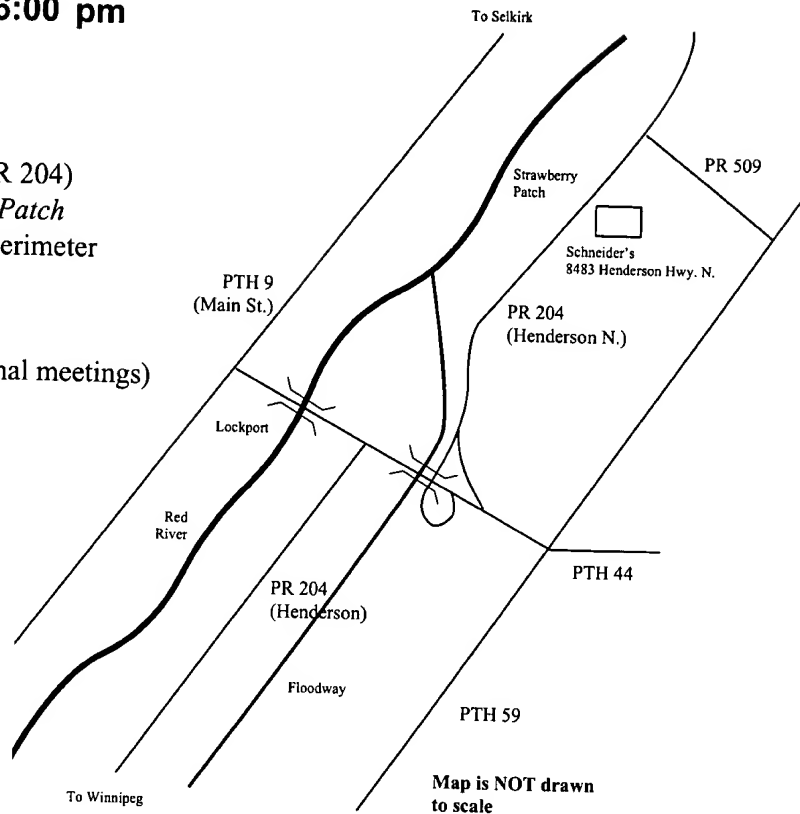 6:00 pm
To Selkirk
R 204)
Patch
erimeter
Strawberry
Patch
PR 509
PTH 9
(Main St.)
Schneider's
8483 Henderson Hwy. N.
PR 204
(Henderson N.)
nal meetings)
Lockport
Red
River
PTH 44
PR 204
(Henderson)
Floodway
PTH 59
To Winnipeg
Map is NOT drawn
to scale